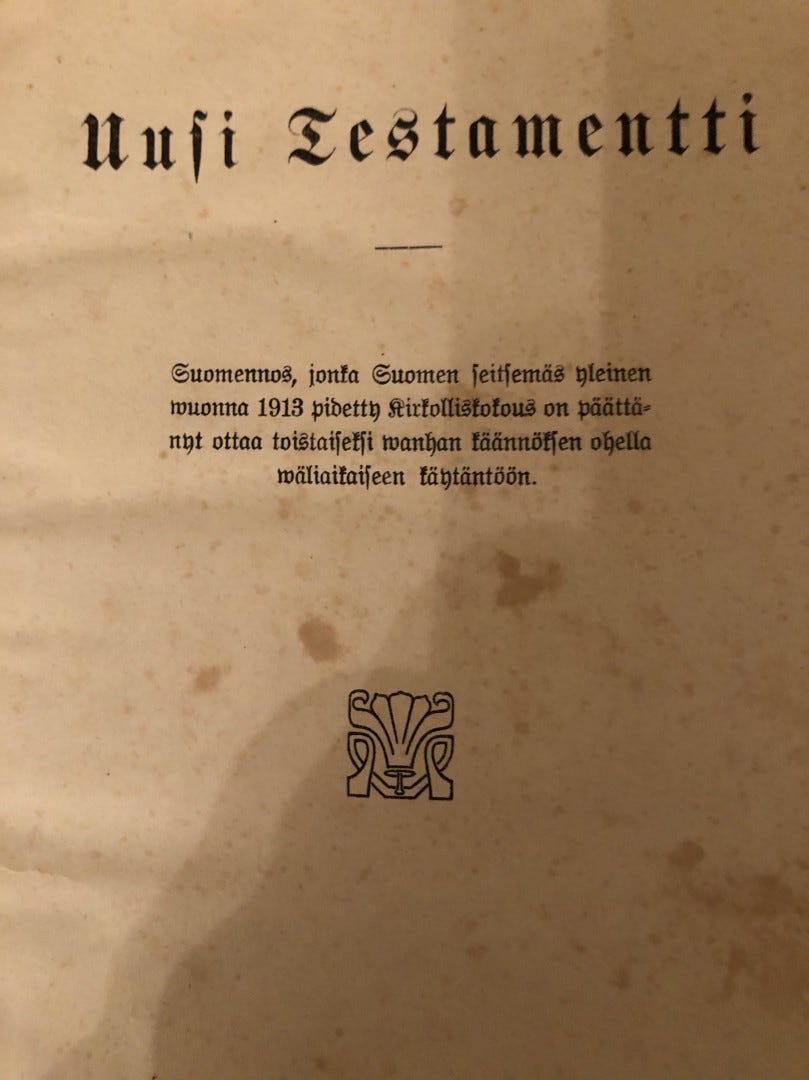 Uusi Testamentti
Suomennos, jonka Suomen seitsemäs yleinen
wuonna 1913 pidetty Kirkolliskokous on päättä-
nyt ottaa toistaiseksi wanhan käännöksen ohella
wäliaikaiseen käytäntöön.